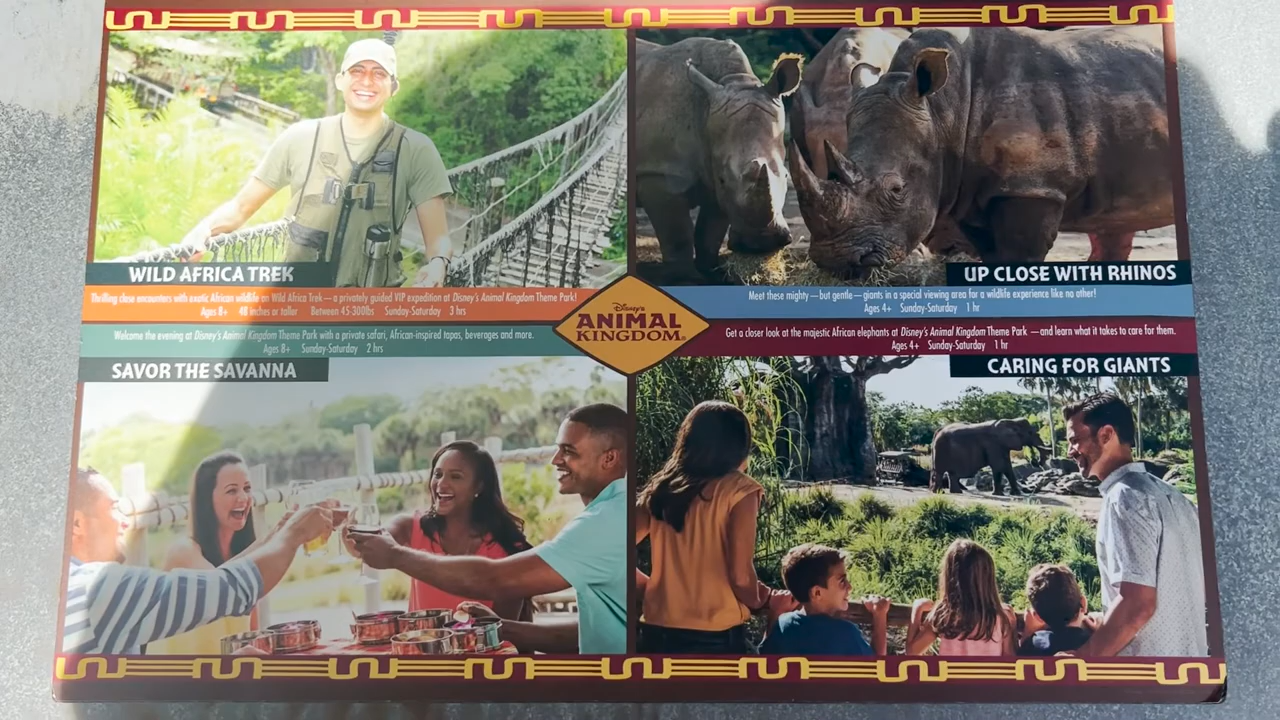 WILD AFRICA TREK
Thrilling close encounters with exotic African wildlife on Wild Africa Trek — a privately guided VIP expedition at Disney's Animal Kingdom Theme Park!
Ages 8+ 48 inches or taller Between 45-300lbs Sunday-Saturday 3 hrs
UP CLOSE WITH RHINOS
Meet these mighty — but gentle — giants in a special viewing area for a wildlife experience like no other!
Ages 4+ Sunday-Saturday 1 hr
Disney's
ANIMAL
KINGDOM
Welcome the evening at Disney's Animal Kingdom Theme Park with a private safari, African-inspired tapas, beverages and more.
Ages 8+ Sunday-Saturday 2 hrs
SAVOR THE SAVANNA
Get a closer look at the majestic African elephants at Disney's Animal Kingdom Theme Park — and learn what it takes to care for them.
Ages 4+ Sunday-Saturday 1 hr
CARING FOR GIANTS